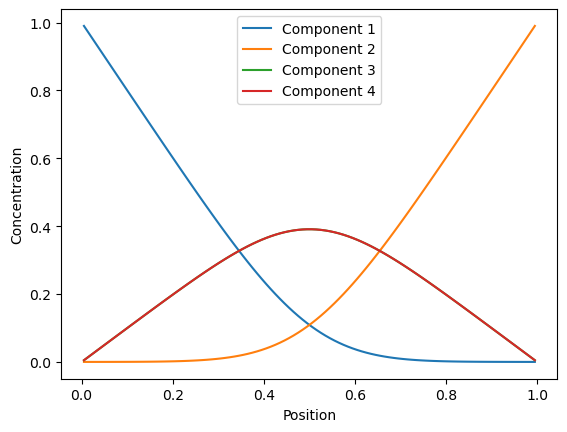 1.0
0.8
0.6
0.4
0.2
0.0
Concentration
Component 1
Component 2
Component 3
Component 4
0.0 0.2 0.4 0.6 0.8 1.0
Position